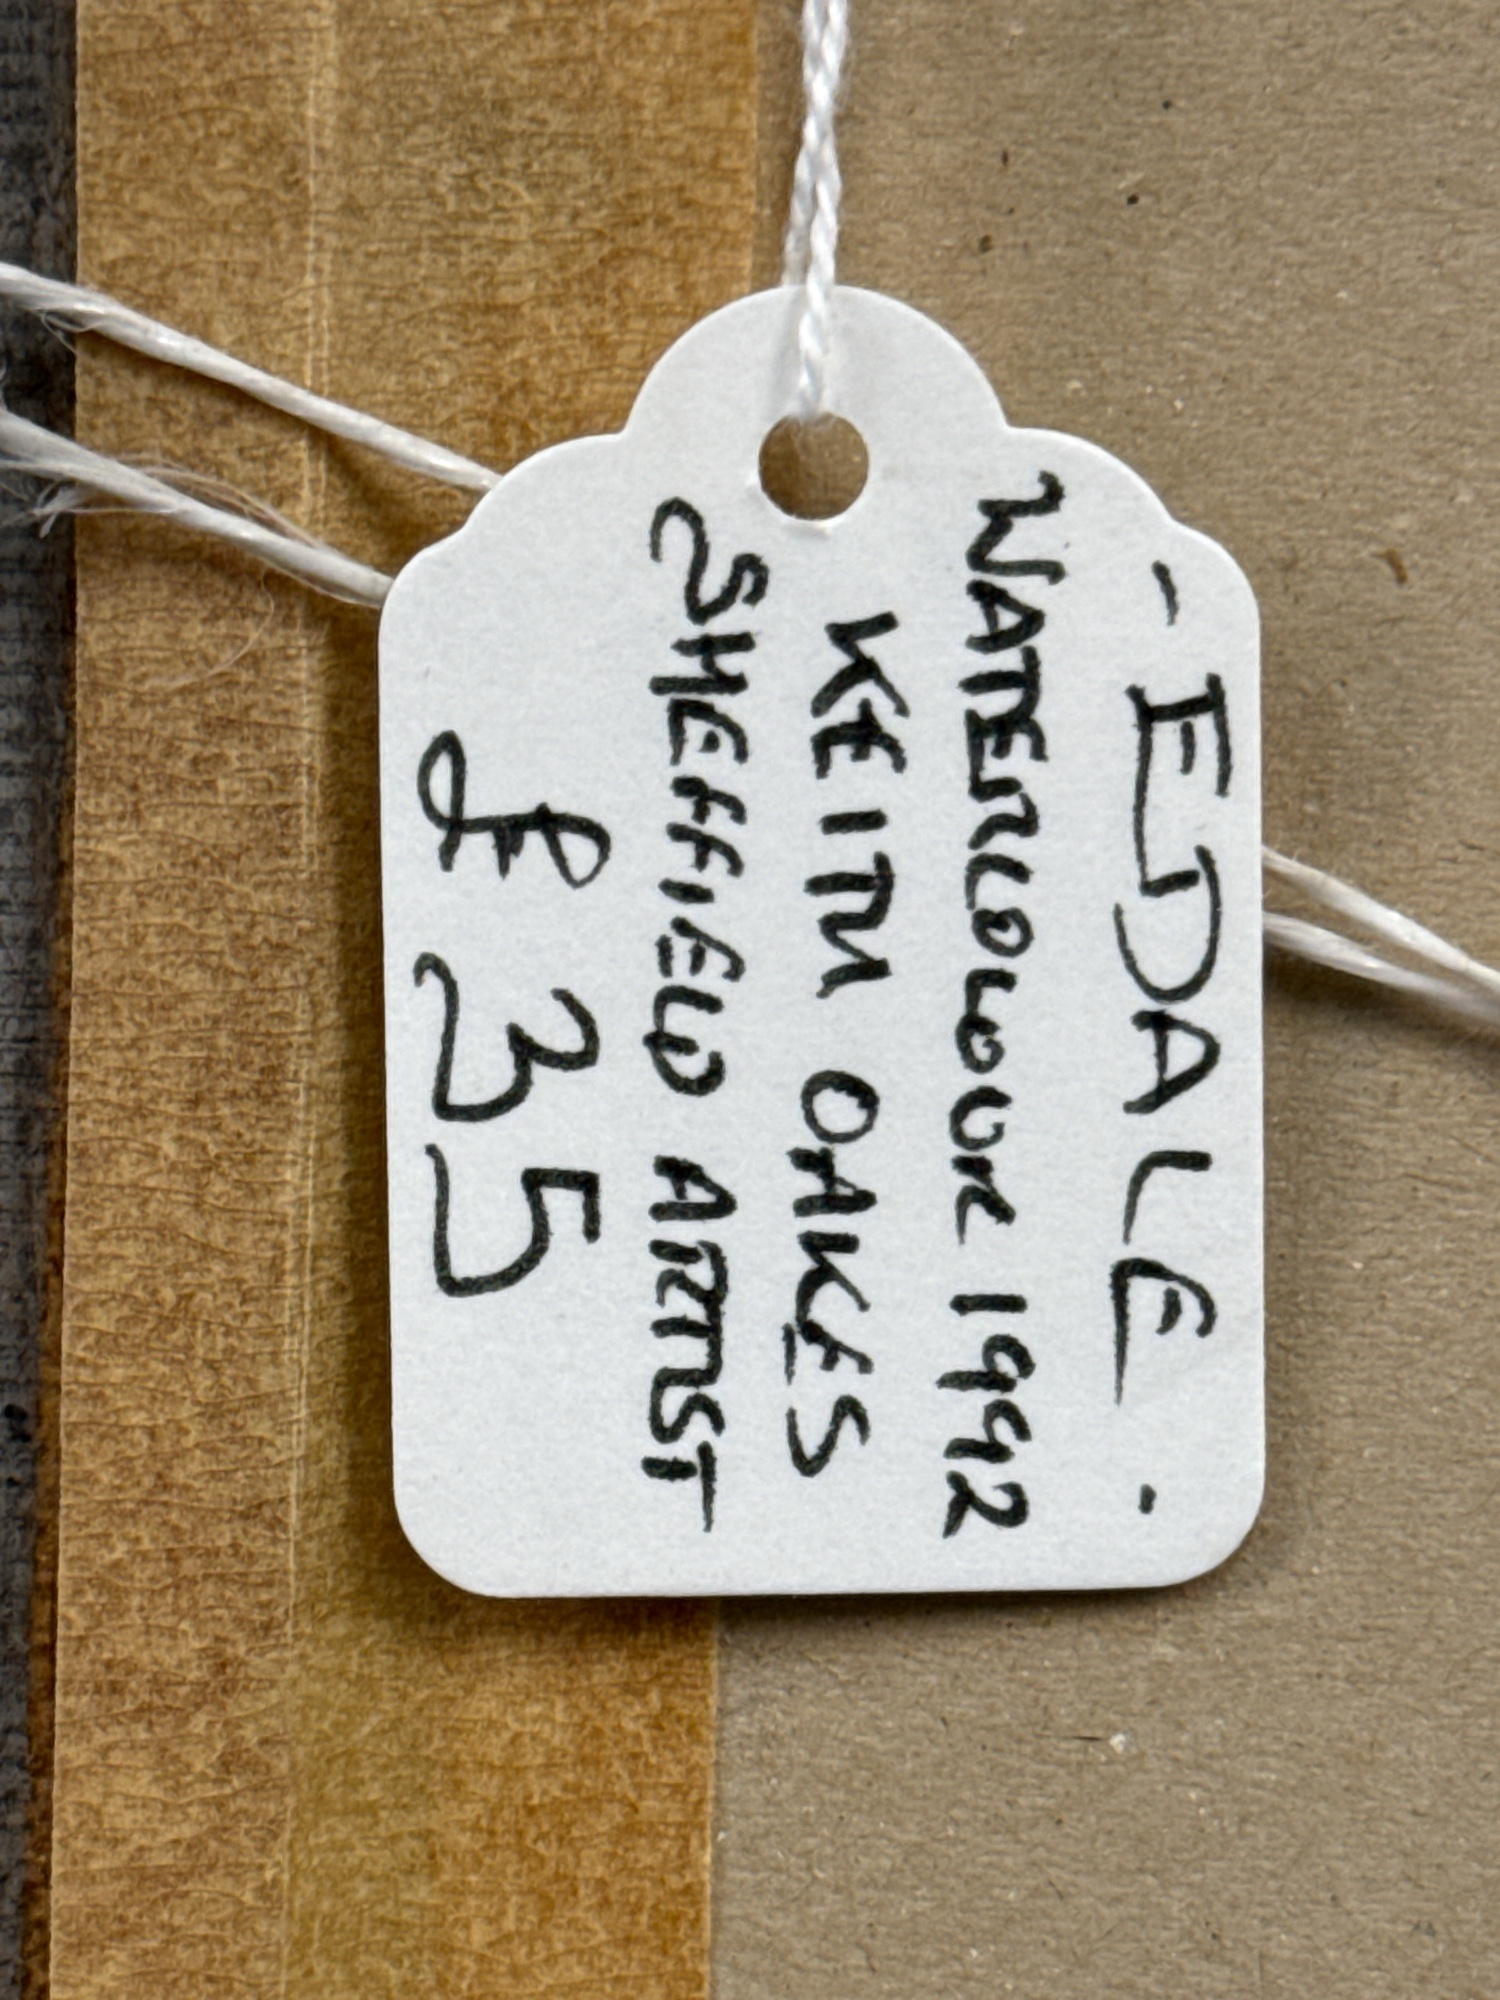 - EDALE -
WATERCOLOUR 1992
KEITH OAKES
SHEFFIELD ARTIST
£35